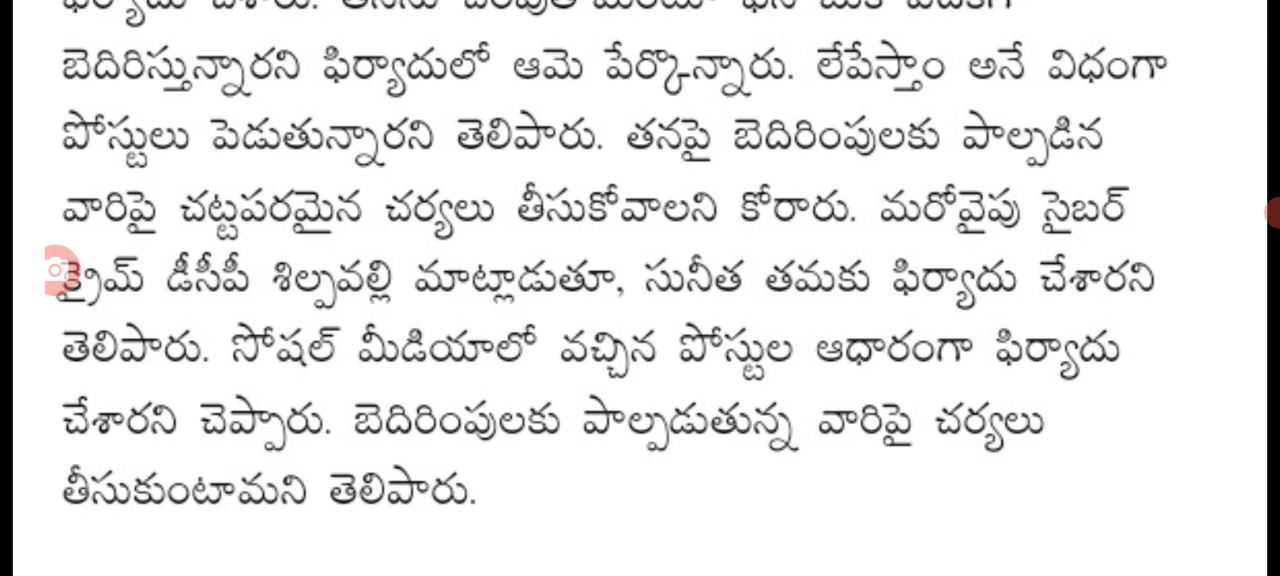 బెదిరిస్తున్నారని ఫిర్యాదులో ఆమె పేర్కొన్నారు. లేపేస్తాం అనే విధంగా
పోస్టులు పెడుతున్నారని తెలిపారు. తనపై బెదిరింపులకు పాల్పడిన
వారిపై చట్టపరమైన చర్యలు తీసుకోవాలని కోరారు. మరోవైపు సైబర్
క్రైమ్ డీసీపీ శిల్పవల్లి మాట్లాడుతూ, సునీత తమకు ఫిర్యాదు చేశారని
తెలిపారు. సోషల్ మీడియాలో వచ్చిన పోస్టుల ఆధారంగా ఫిర్యాదు
చేశారని చెప్పారు. బెదిరింపులకు పాల్పడుతున్న వారిపై చర్యలు
తీసుకుంటామని తెలిపారు.